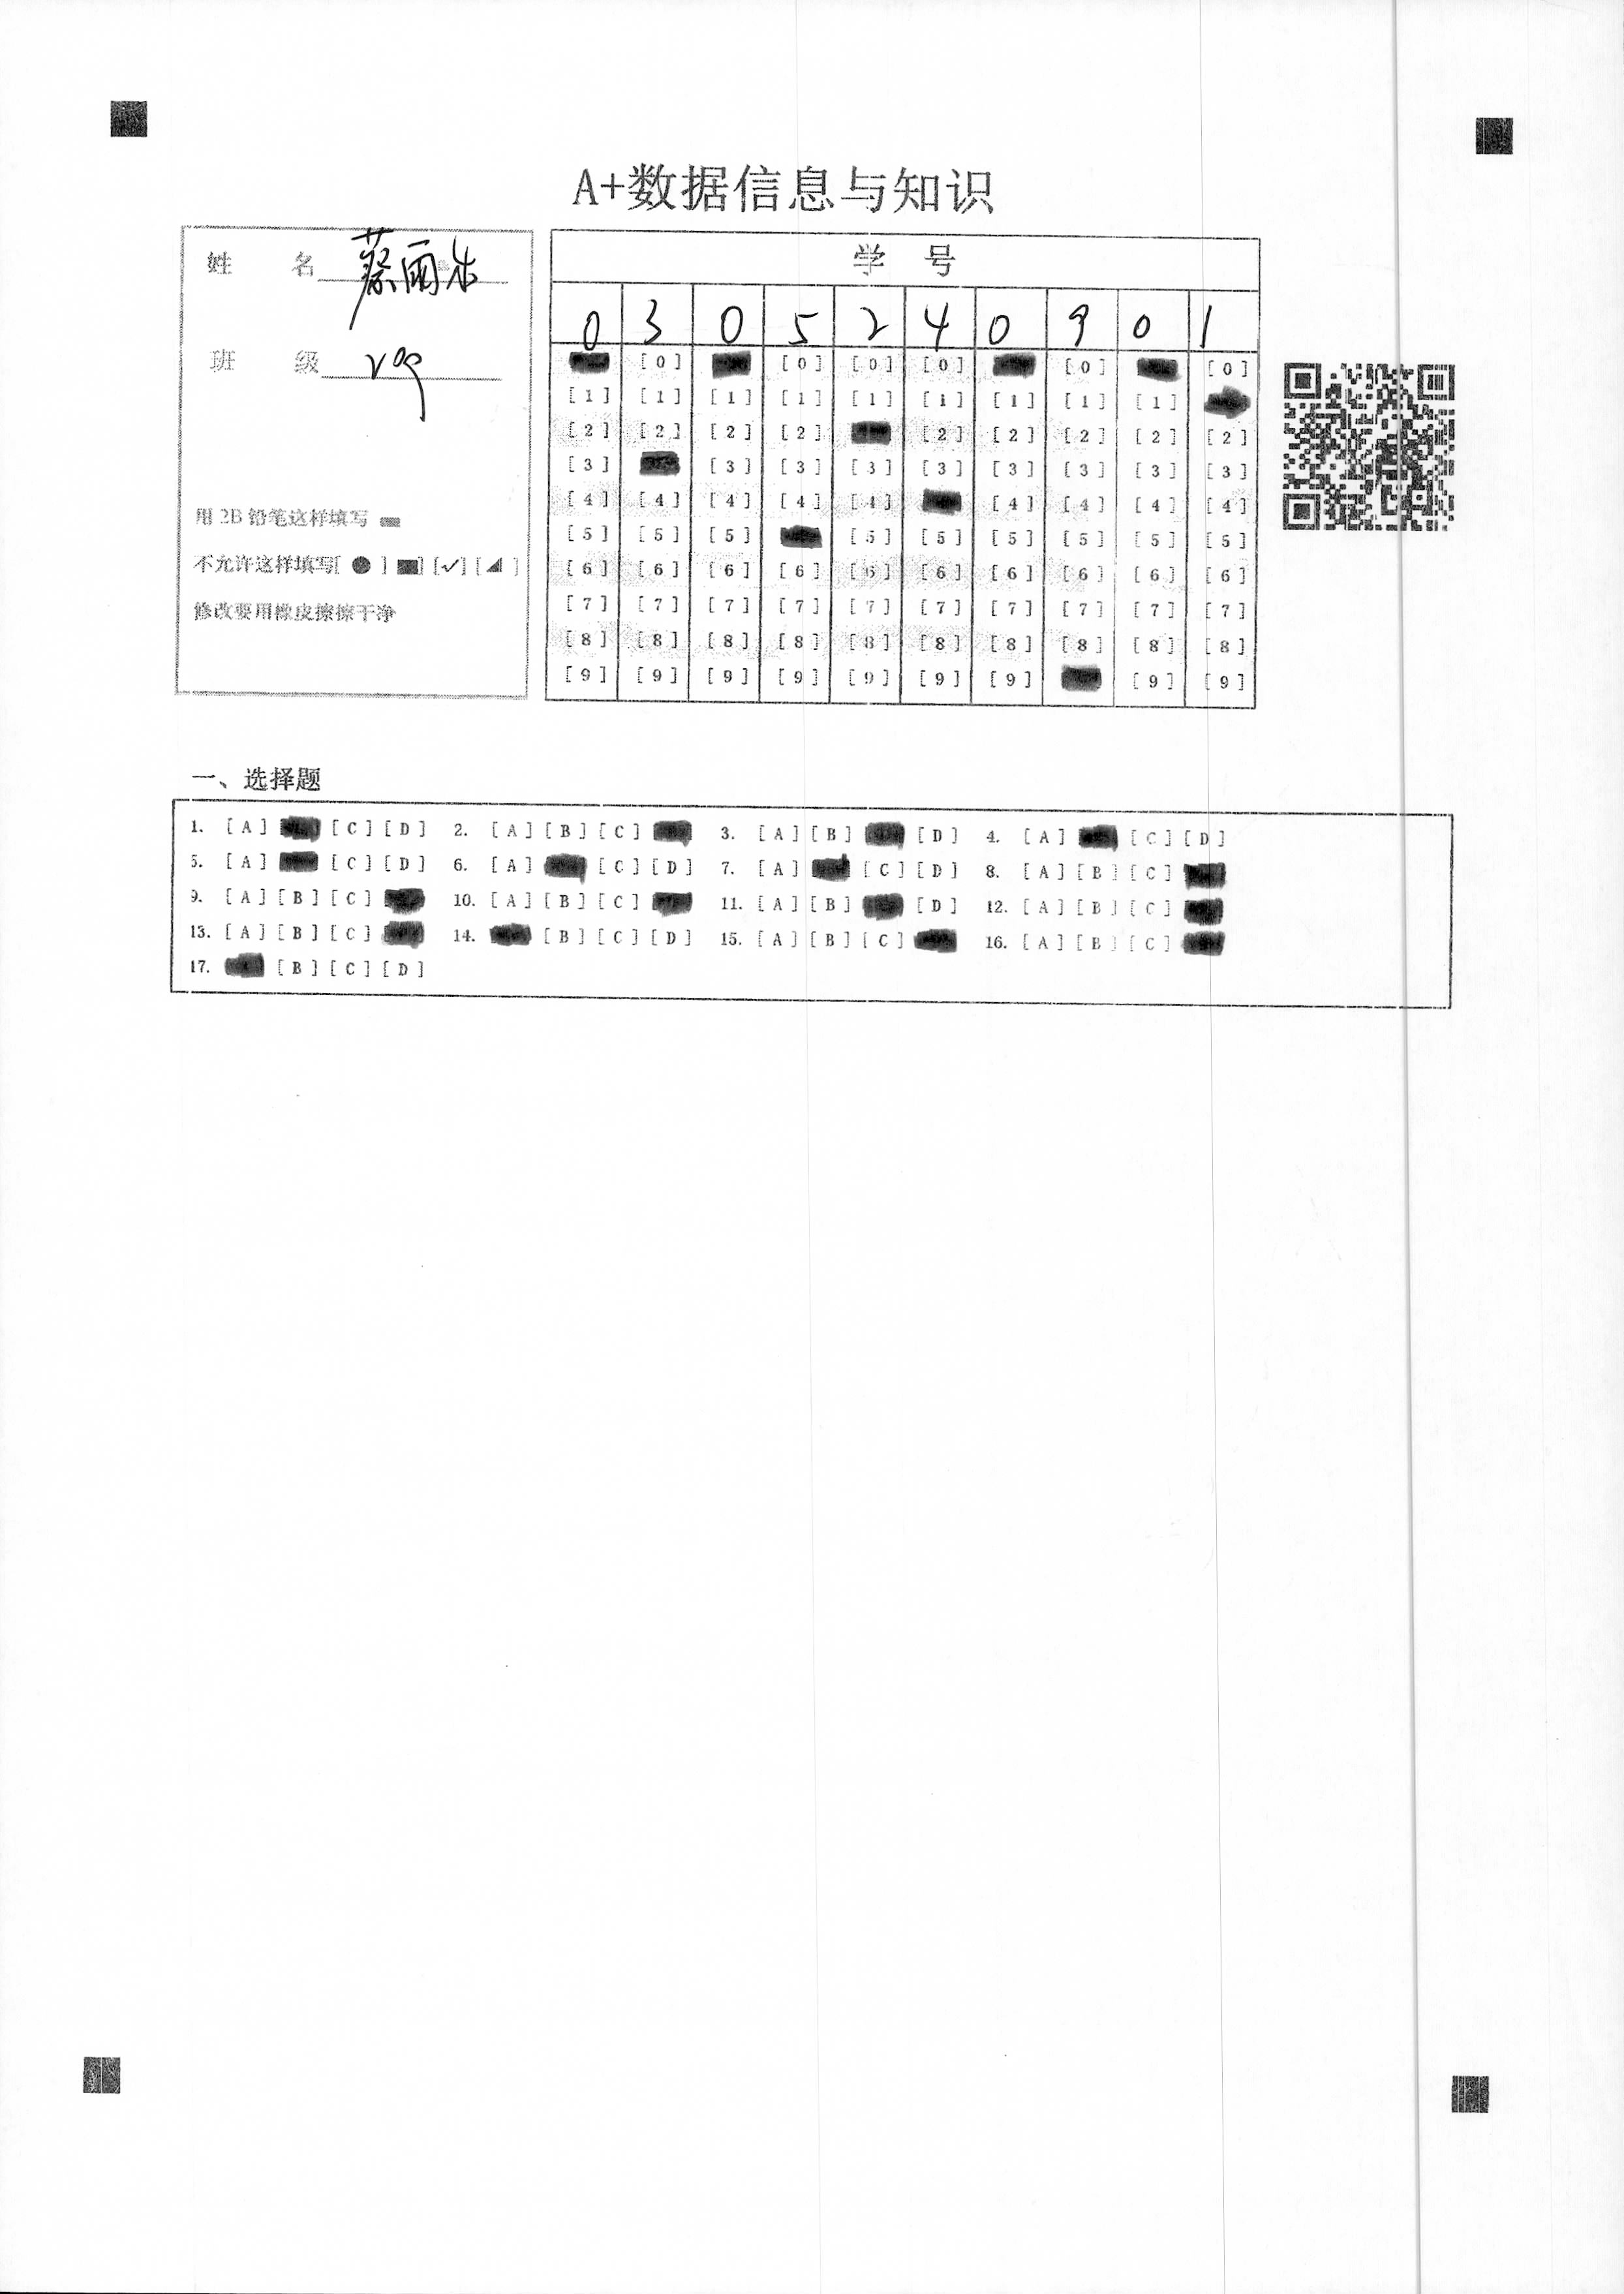 A+数据信息与知识
姓 名 蔡雨
班 级 209
用 2B 铅笔这样填写
不允许这样填写[ ● ] [■] [✓] [◢ ]
修改要用橡皮擦擦干净
学 号
0 3 0 5 2 4 0 9 0 1
[0] [0] [0] [0] [0] [0]
[1] [1] [1] [1] [1] [1] [1] [1] [1]
[2] [2] [2] [2] [2] [2] [2] [2] [2]
[3] [3] [3] [3] [3] [3] [3] [3] [3]
[4] [4] [4] [4] [4] [4] [4] [4] [4]
[5] [5] [5] [5] [5] [5] [5] [5] [5]
[6] [6] [6] [6] [6] [6] [6] [6] [6] [6]
[7] [7] [7] [7] [7] [7] [7] [7] [7] [7]
[8] [8] [8] [8] [8] [8] [8] [8] [8] [8]
[9] [9] [9] [9] [9] [9] [9] [9] [9]
一、选择题
1. [A] [C] [D] 2. [A] [B] [C] 3. [A] [B] [D] 4. [A] [C] [D]
5. [A] [C] [D] 6. [A] [C] [D] 7. [A] [C] [D] 8. [A] [B] [C]
9. [A] [B] [C] 10. [A] [B] [C] 11. [A] [B] [D] 12. [A] [B] [C]
13. [A] [B] [C] 14. [B] [C] [D] 15. [A] [B] [C] 16. [A] [B] [C]
17. [B] [C] [D]